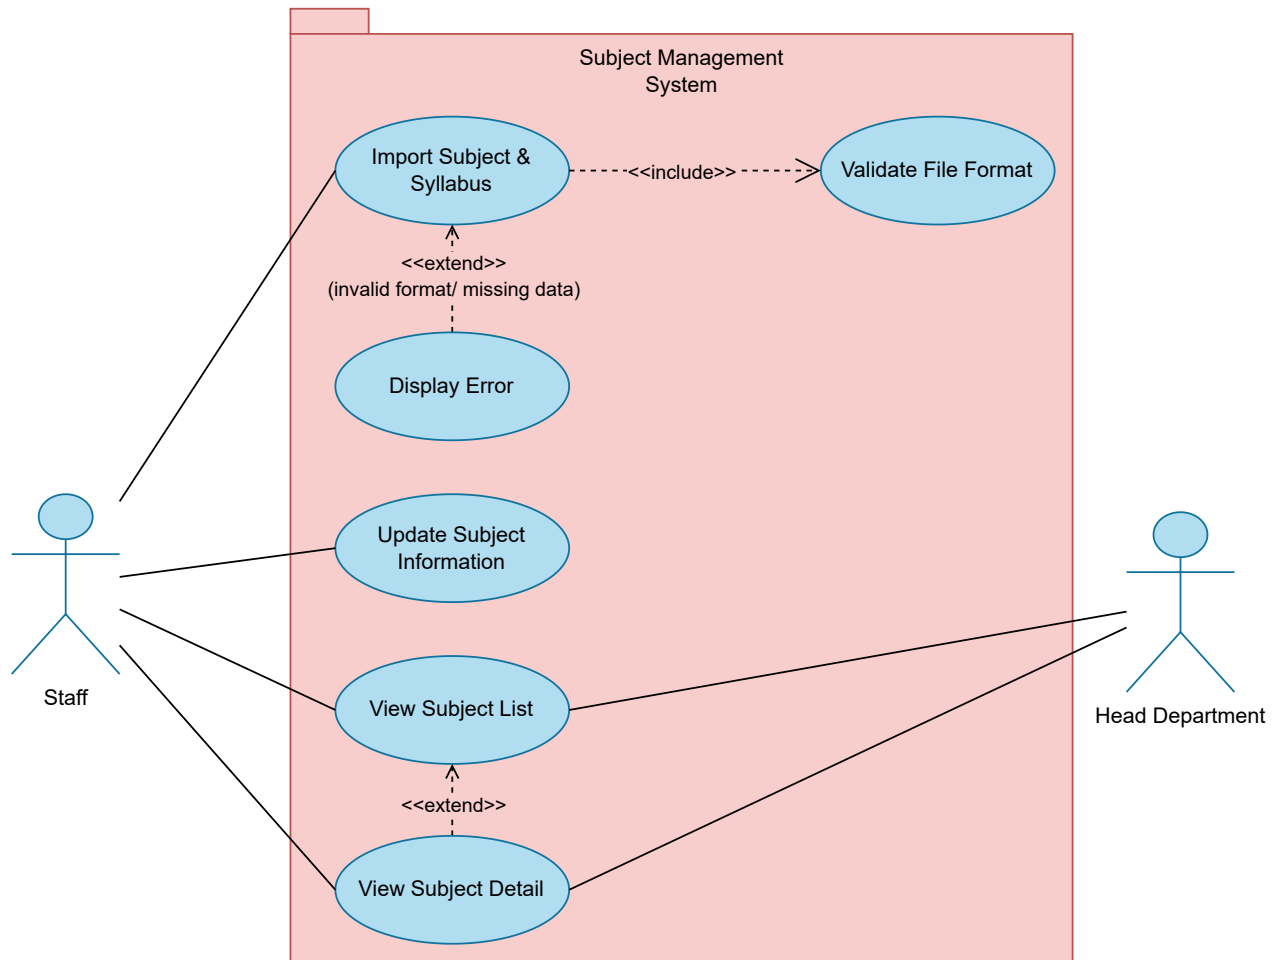 Subject Management
System
Import Subject &
Syllabus
<<include>>
Validate File Format
<<extend>>
(invalid format/ missing data)
Display Error
Update Subject
Information
Staff
View Subject List
Head Department
<<extend>>
View Subject Detail